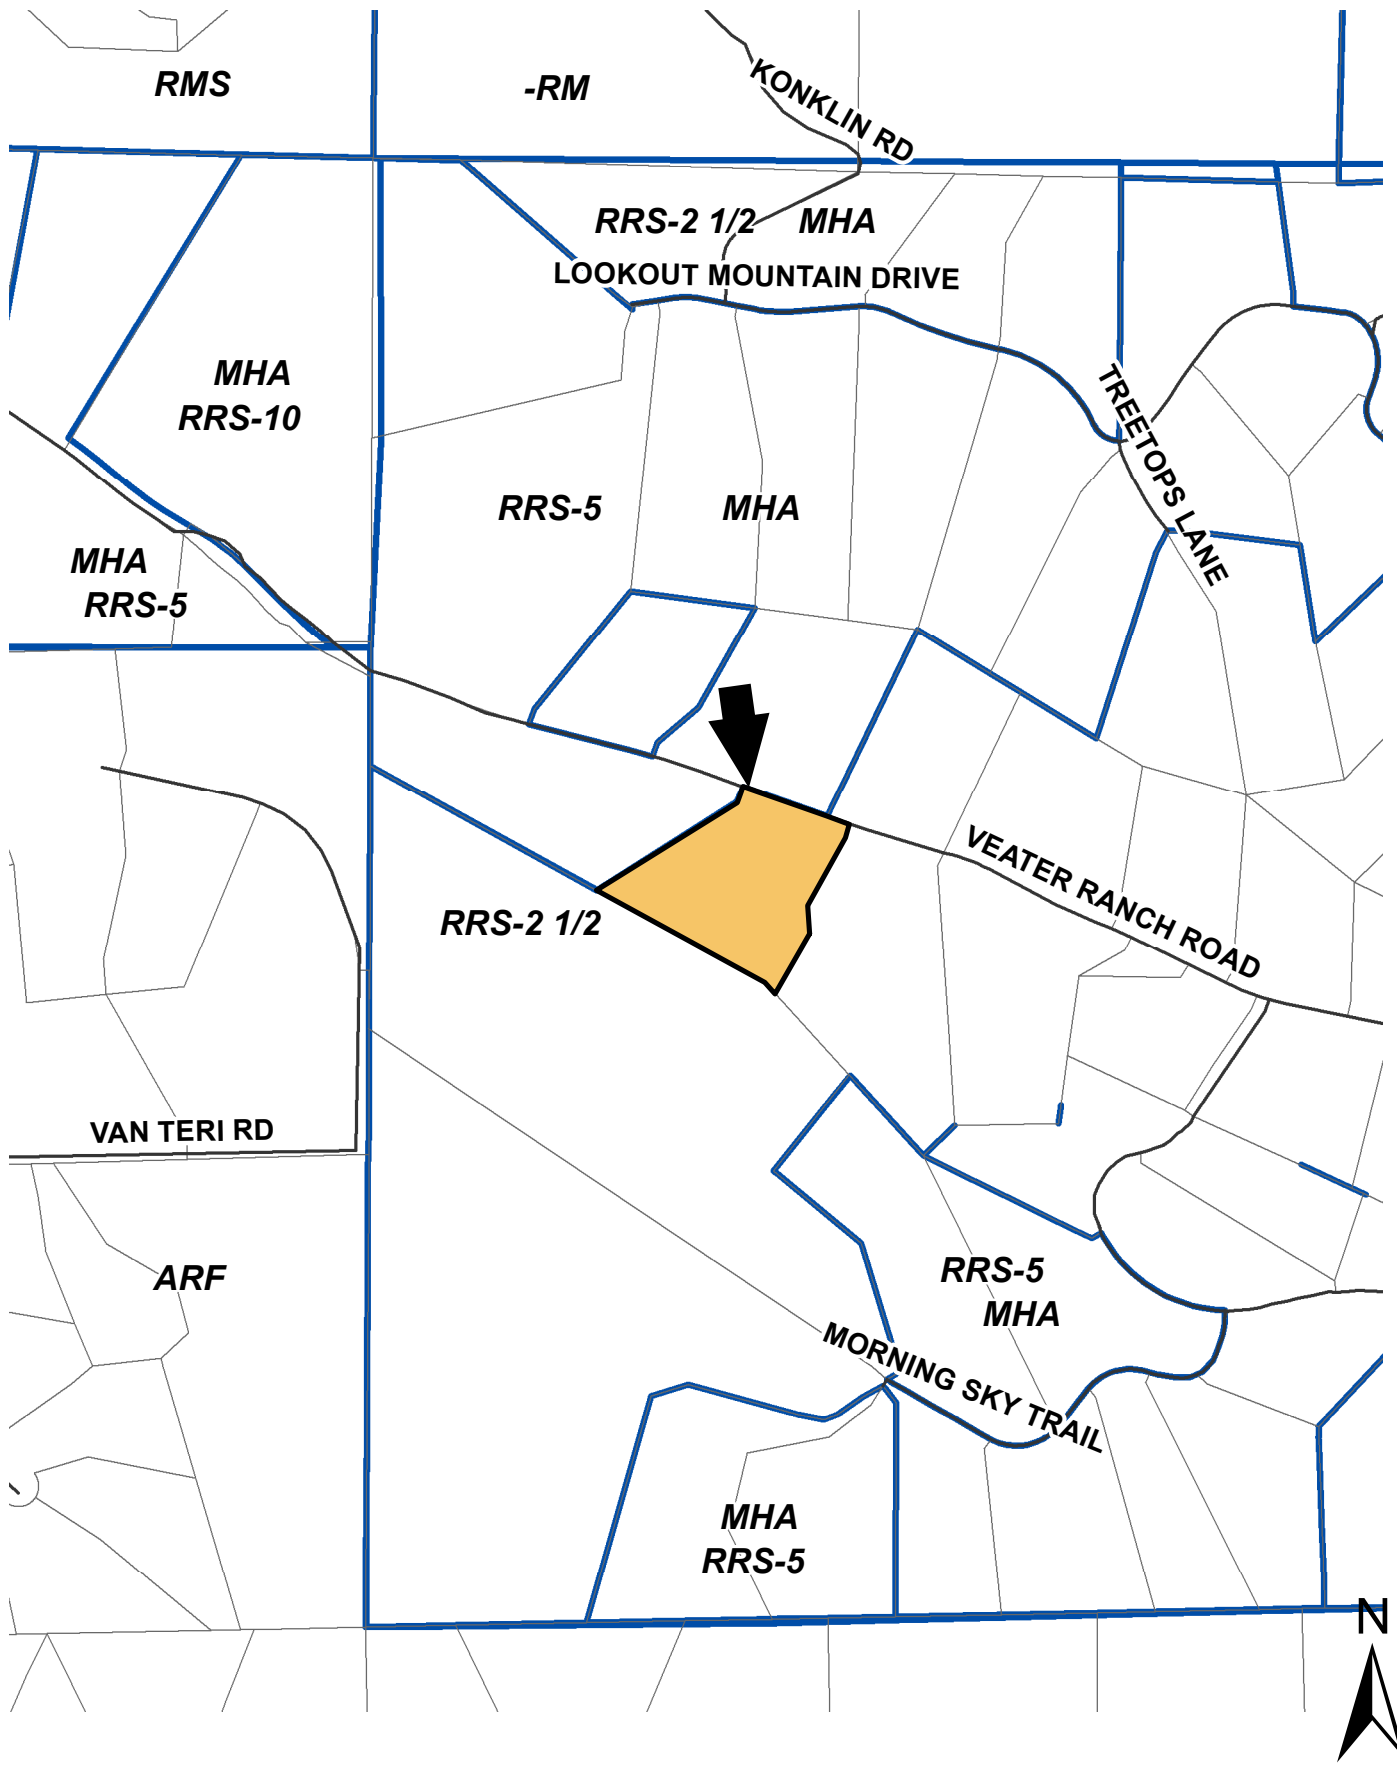 RMS
-RM
KONKLIN RD
RRS-2 1/2
MHA
LOOKOUT MOUNTAIN DRIVE
MHA
RRS-10
TREETOPS LANE
RRS-5
MHA
MHA
RRS-5
VEATER RANCH ROAD
RRS-2 1/2
VAN TERI RD
ARF
RRS-5
MHA
MORNING SKY TRAIL
MHA
RRS-5
N